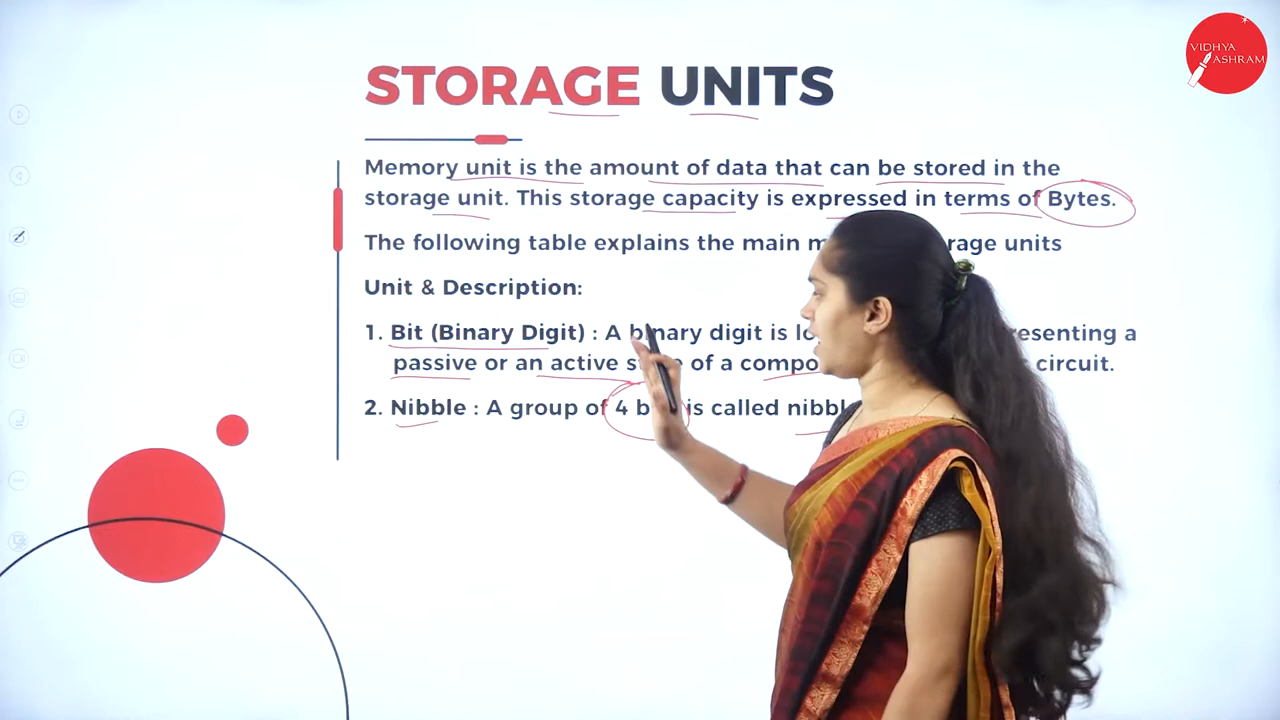 VIDHYA
ASHRAM
STORAGE UNITS
Memory unit is the amount of data that can be stored in the
storage unit. This storage capacity is expressed in terms of Bytes.
The following table explains the main rage units
Unit & Description:
1. Bit (Binary Digit) : A binary digit is lo resenting a
passive or an active s of a compo circuit.
2. Nibble : A group of 4 b is called nibbl